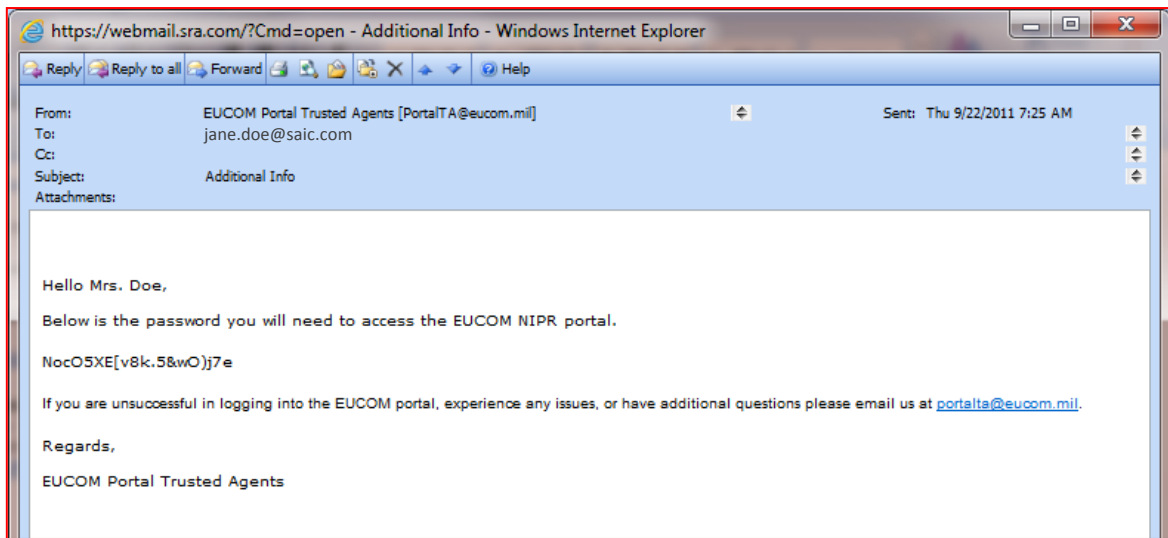 https://webmail.sra.com/?Cmd=open - Additional Info - Windows Internet Explorer
Reply Reply to all Forward Help
From: EUCOM Portal Trusted Agents [PortalTA@eucom.mil] Sent: Thu 9/22/2011 7:25 AM
To: jane.doe@saic.com
Cc:
Subject: Additional Info
Attachments:
Hello Mrs. Doe,
Below is the password you will need to access the EUCOM NIPR portal.
NocO5XE[v8k.5&wO)j7e
If you are unsuccessful in logging into the EUCOM portal, experience any issues, or have additional questions please email us at portalta@eucom.mil.
Regards,
EUCOM Portal Trusted Agents